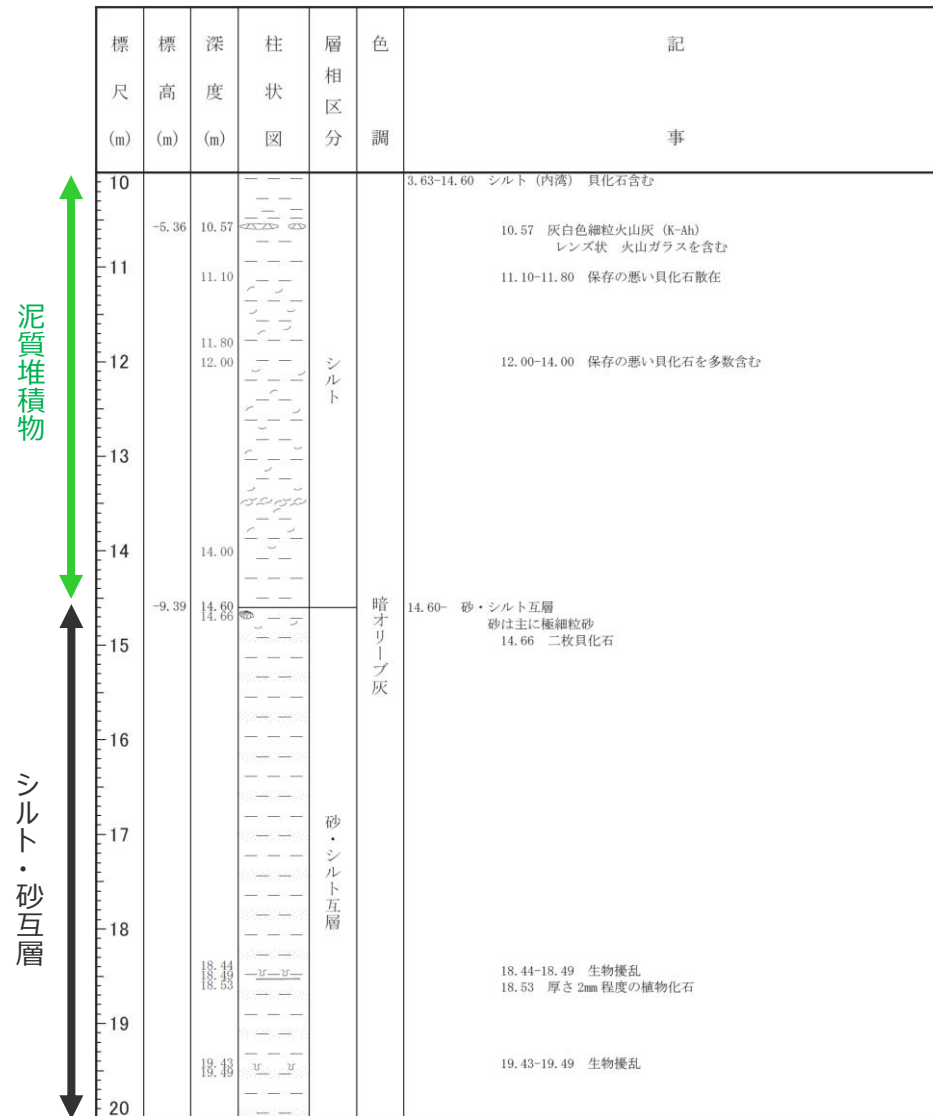 標尺(m)
標高(m)
深度(m)
柱状図
層相区分
色調
記事
泥質堆積物
シルト・砂互層
10
11
12
13
14
15
16
17
18
19
20
-5.36
-9.39
10.57
11.10
11.80
12.00
14.00
14.60
14.66
18.44
18.49
18.53
19.43
19.49
シルト
砂・シルト互層
暗オリーブ灰
3.63-14.60 シルト (内湾) 貝化石含む
10.57 灰白色細粒火山灰 (K-Ah)
レンズ状 火山ガラスを含む
11.10-11.80 保存の悪い貝化石散在
12.00-14.00 保存の悪い貝化石を多数含む
14.60- 砂・シルト互層
砂は主に極細粒砂
14.66 二枚貝化石
18.44-18.49 生物擾乱
18.53 厚さ2mm程度の植物化石
19.43-19.49 生物擾乱